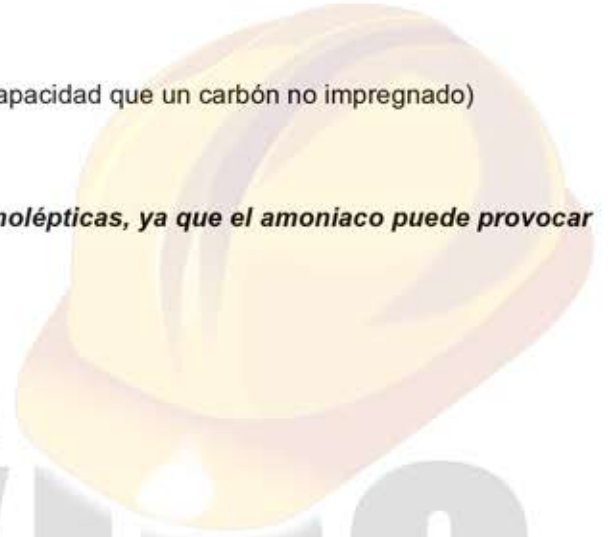 apacidad que un carbón no impregnado)
nolépticas, ya que el amoniaco puede provocar